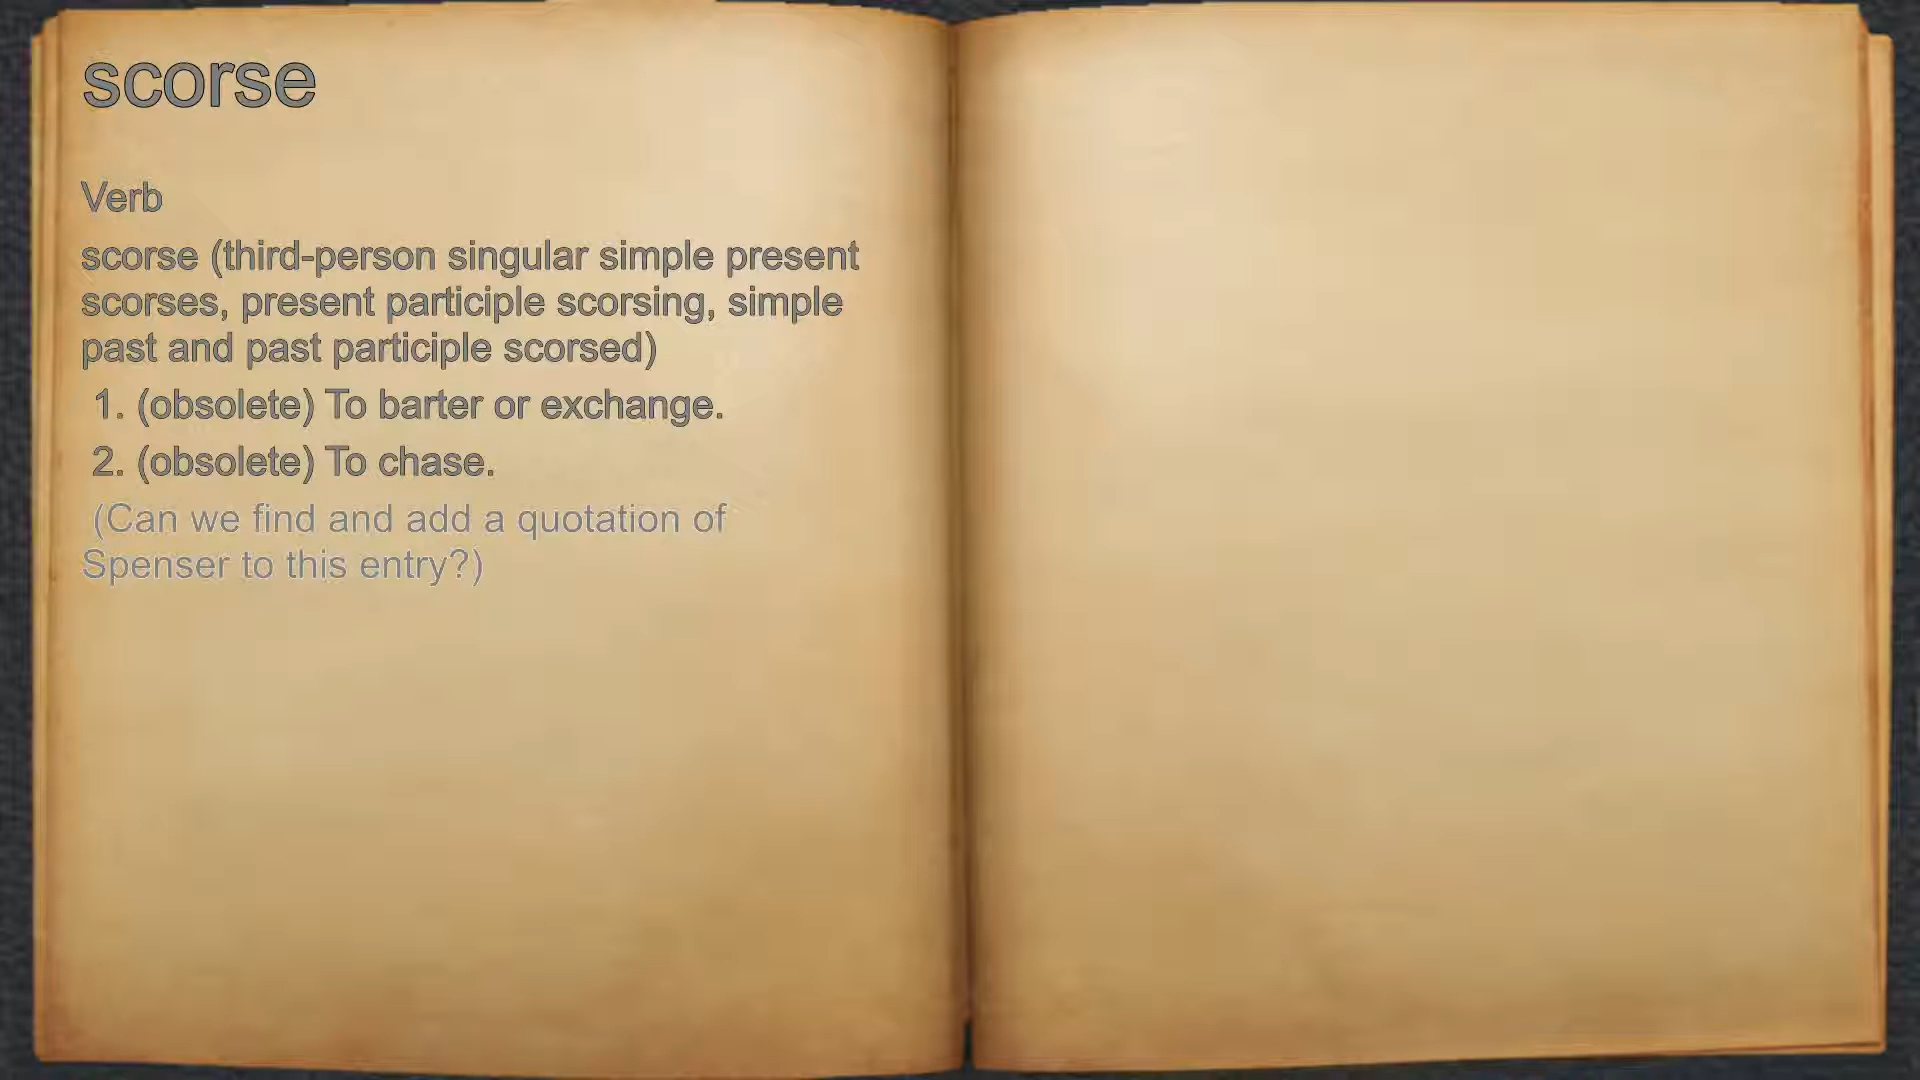 scorse
Verb
scorse (third-person singular simple present
scorses, present participle scorsing, simple
past and past participle scorsed)
1. (obsolete) To barter or exchange.
2. (obsolete) To chase.
(Can we find and add a quotation of
Spenser to this entry?)